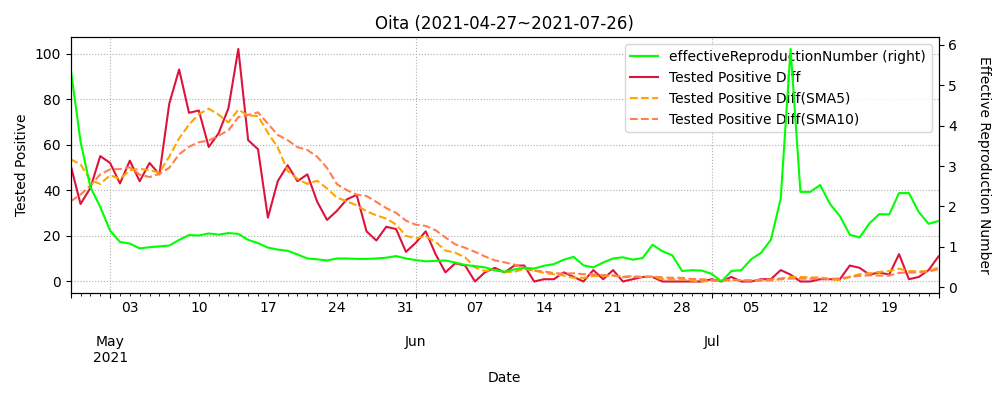 Oita (2021-04-27~2021-07-26)
effectiveReproductionNumber (right)
Tested Positive Diff
Tested Positive Diff(SMA5)
Tested Positive Diff(SMA10)
Tested Positive
100
80
60
40
20
0
6
5
4
3
2
1
0
Effective Reproduction Number
03 10 17 24 31 07 14 21 28 05 12 19
May Jun Jul
2021
Date